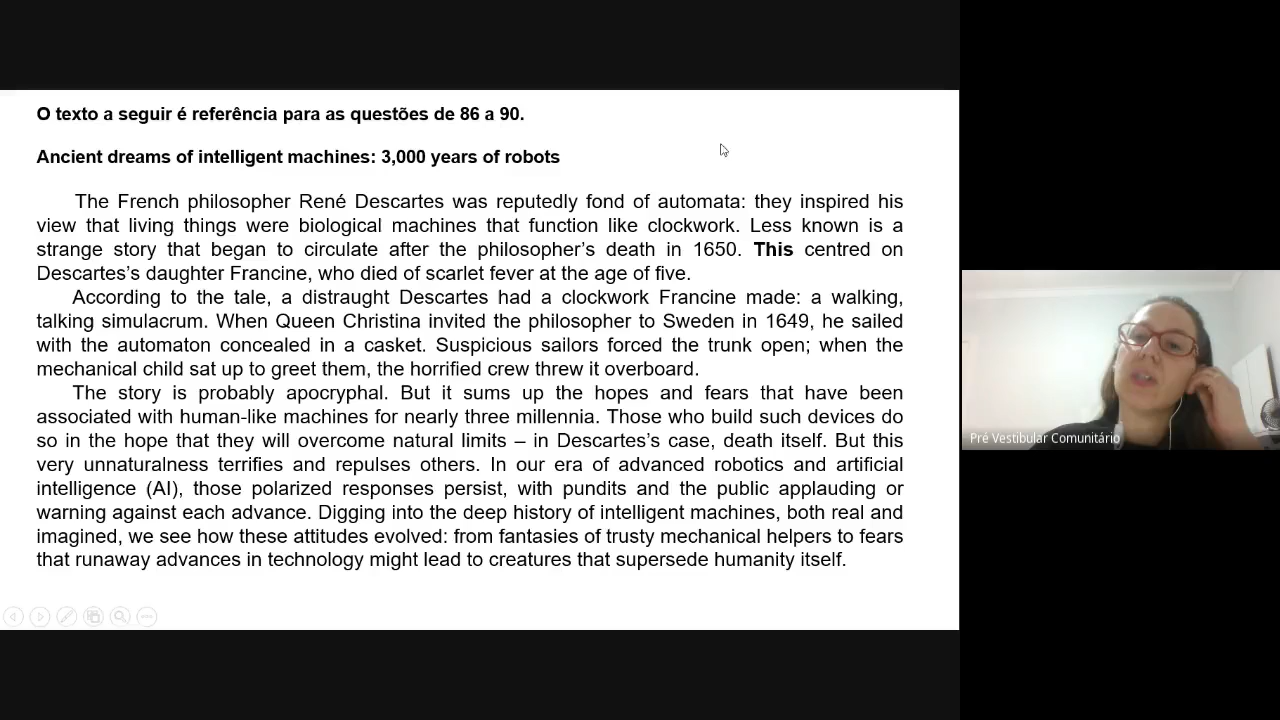 O texto a seguir é referência para as questões de 86 a 90.
Ancient dreams of intelligent machines: 3,000 years of robots
The French philosopher René Descartes was reputedly fond of automata: they inspired his
view that living things were biological machines that function like clockwork. Less known is a
strange story that began to circulate after the philosopher’s death in 1650. This centred on
Descartes’s daughter Francine, who died of scarlet fever at the age of five.
According to the tale, a distraught Descartes had a clockwork Francine made: a walking,
talking simulacrum. When Queen Christina invited the philosopher to Sweden in 1649, he sailed
with the automaton concealed in a casket. Suspicious sailors forced the trunk open; when the
mechanical child sat up to greet them, the horrified crew threw it overboard.
The story is probably apocryphal. But it sums up the hopes and fears that have been
associated with human-like machines for nearly three millennia. Those who build such devices do
so in the hope that they will overcome natural limits – in Descartes’s case, death itself. But this
very unnaturalness terrifies and repulses others. In our era of advanced robotics and artificial
intelligence (AI), those polarized responses persist, with pundits and the public applauding or
warning against each advance. Digging into the deep history of intelligent machines, both real and
imagined, we see how these attitudes evolved: from fantasies of trusty mechanical helpers to fears
that runaway advances in technology might lead to creatures that supersede humanity itself.
Pré Vestibular Comunitário